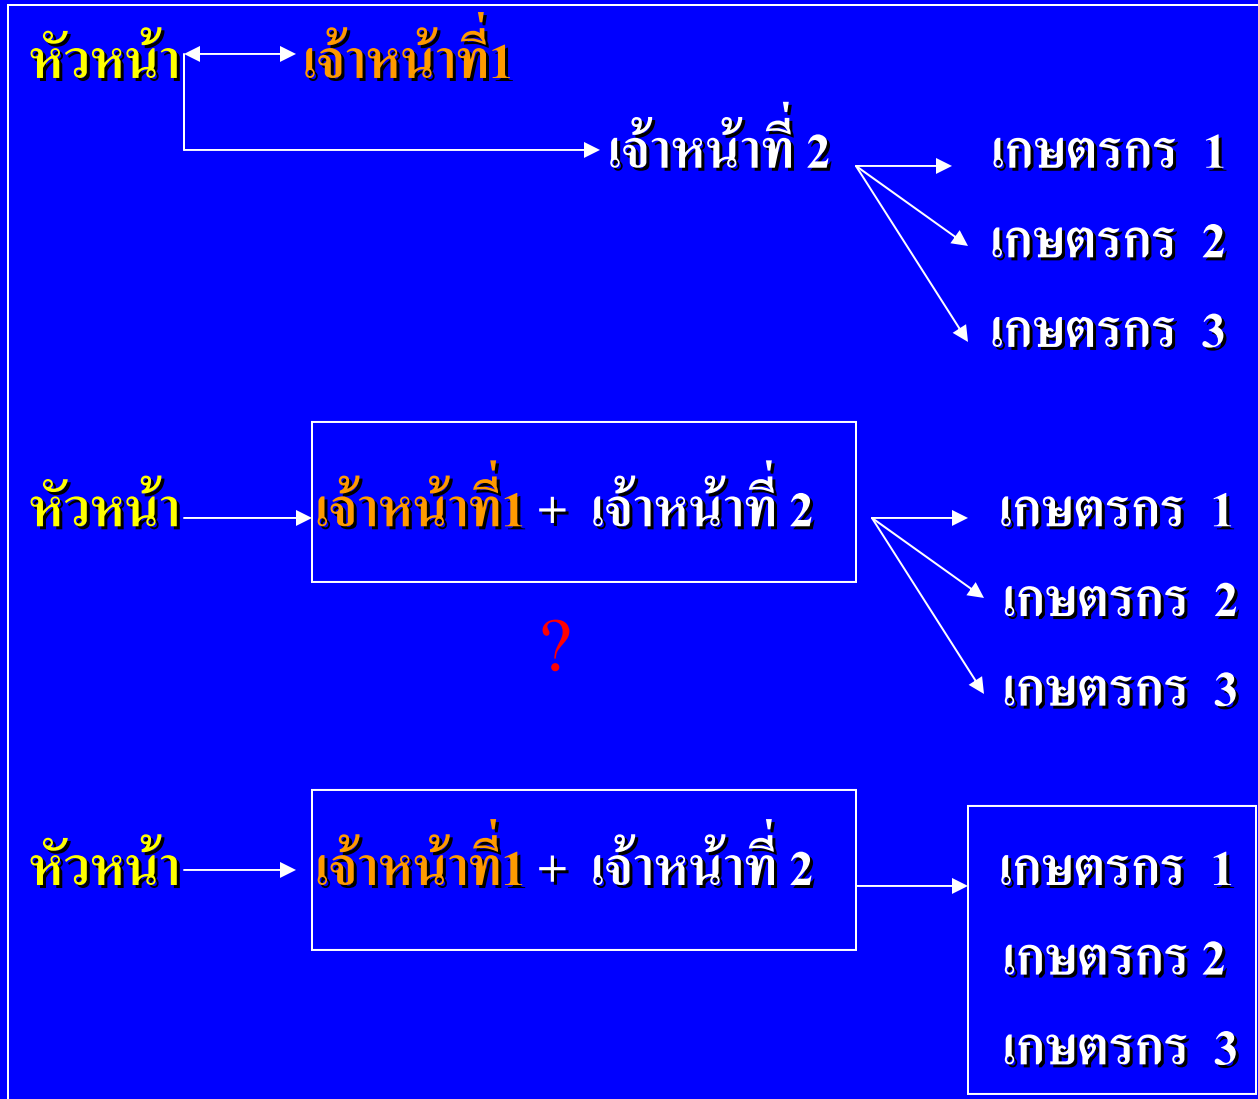 หัวหน้า เจ้าหน้าที่1
เจ้าหน้าที่ 2 เกษตรกร 1
เกษตรกร 2
เกษตรกร 3
หัวหน้า เจ้าหน้าที่1 + เจ้าหน้าที่ 2 เกษตรกร 1
เกษตรกร 2
?
เกษตรกร 3
หัวหน้า เจ้าหน้าที่1 + เจ้าหน้าที่ 2 เกษตรกร 1
เกษตรกร 2
เกษตรกร 3